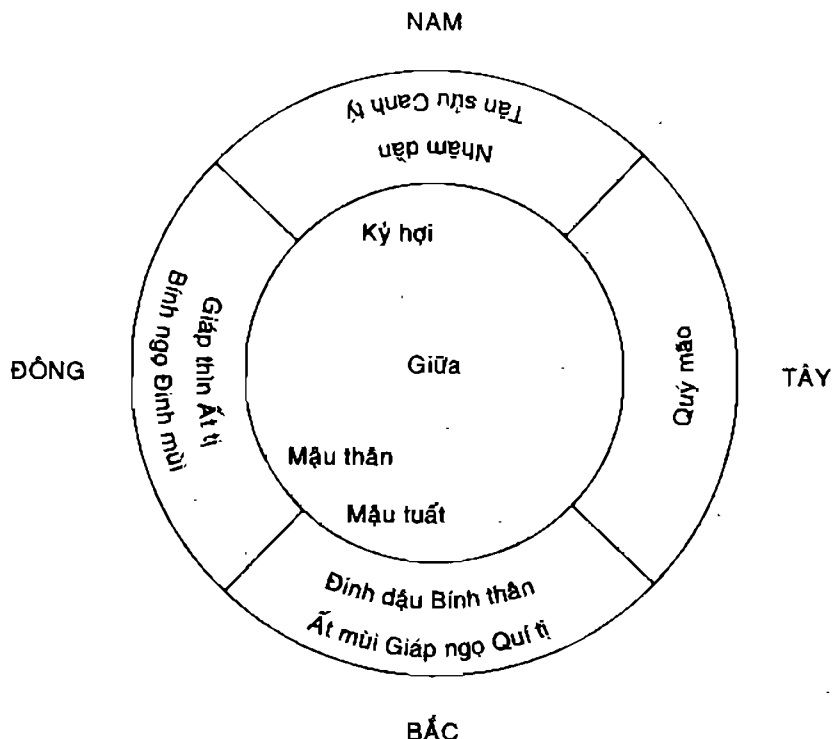 NAM
Tân sửu Canh tý
Nhâm dần
Kỷ hợi
Giáp thìn Ất tị
Bính ngọ Đinh mùi
ĐÔNG
Giữa
Quý mão
TÂY
Mậu thân
Mậu tuất
Đinh dậu Bính thân
Ất mùi Giáp ngọ Quí tị
BẮC